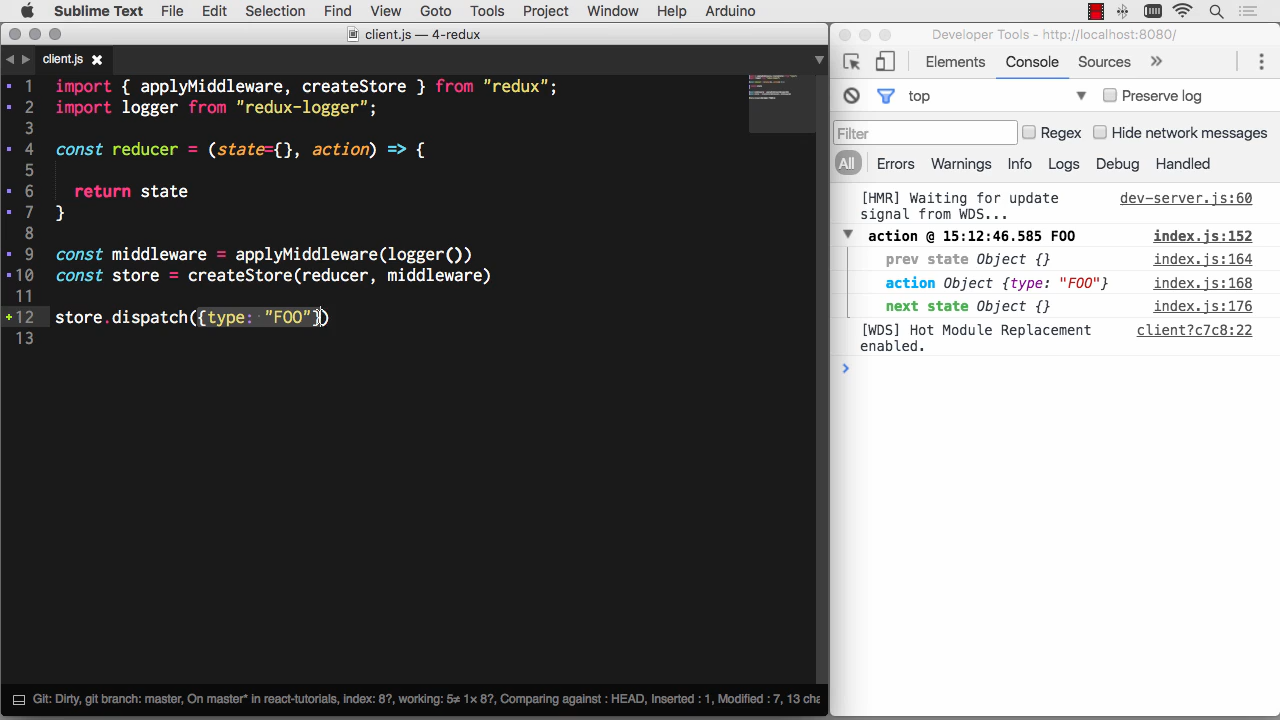 Sublime Text File Edit Selection Find View Goto Tools Project Window Help Arduino
client.js — 4-redux
client.js
1 import { applyMiddleware, createStore } from "redux";
2 import logger from "redux-logger";
3
4 const reducer = (state={}, action) => {
5
6 return state
7 }
8
9 const middleware = applyMiddleware(logger())
10 const store = createStore(reducer, middleware)
11
12 store.dispatch({type: "FOO"})
13
Git: Dirty, git branch: master, On master* in react-tutorials, index: 8?, working: 5≠ 1× 8?, Comparing against : HEAD, Inserted : 1, Modified : 7, 13 cha
Developer Tools - http://localhost:8080/
Elements Console Sources »
top ▼ Preserve log
Filter Regex Hide network messages
All Errors Warnings Info Logs Debug Handled
[HMR] Waiting for update dev-server.js:60
signal from WDS...
action @ 15:12:46.585 FOO index.js:152
prev state Object {} index.js:164
action Object {type: "FOO"} index.js:168
next state Object {} index.js:176
[WDS] Hot Module Replacement client?c7c8:22
enabled.